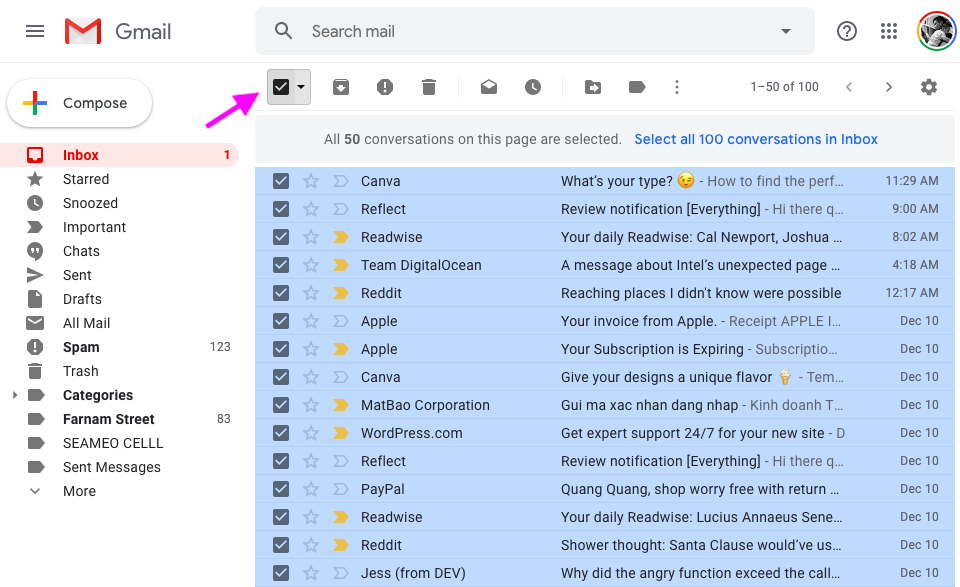 Gmail
Search mail
Compose
1–50 of 100
All 50 conversations on this page are selected. Select all 100 conversations in Inbox
Inbox 1
Starred
Snoozed
Important
Chats
Sent
Drafts
All Mail
Spam 123
Trash
Categories
Farnam Street 83
SEAMEO CELLL
Sent Messages
More
Canva What’s your type? 😉 - How to find the perf… 11:29 AM
Reflect Review notification [Everything] - Hi there q… 9:00 AM
Readwise Your daily Readwise: Cal Newport, Joshua … 8:02 AM
Team DigitalOcean A message about Intel’s unexpected page … 4:18 AM
Reddit Reaching places I didn't know were possible 12:17 AM
Apple Your invoice from Apple. - Receipt APPLE I… Dec 10
Apple Your Subscription is Expiring - Subscriptio… Dec 10
Canva Give your designs a unique flavor 🍦 - Tem… Dec 10
MatBao Corporation Gui ma xac nhan dang nhap - Kinh doanh T… Dec 10
WordPress.com Get expert support 24/7 for your new site - D Dec 10
Reflect Review notification [Everything] - Hi there q… Dec 10
PayPal Quang Quang, shop worry free with return … Dec 10
Readwise Your daily Readwise: Lucius Annaeus Sene… Dec 10
Reddit Shower thought: Santa Clause would’ve us… Dec 10
Jess (from DEV) Why did the angry function exceed the call… Dec 10